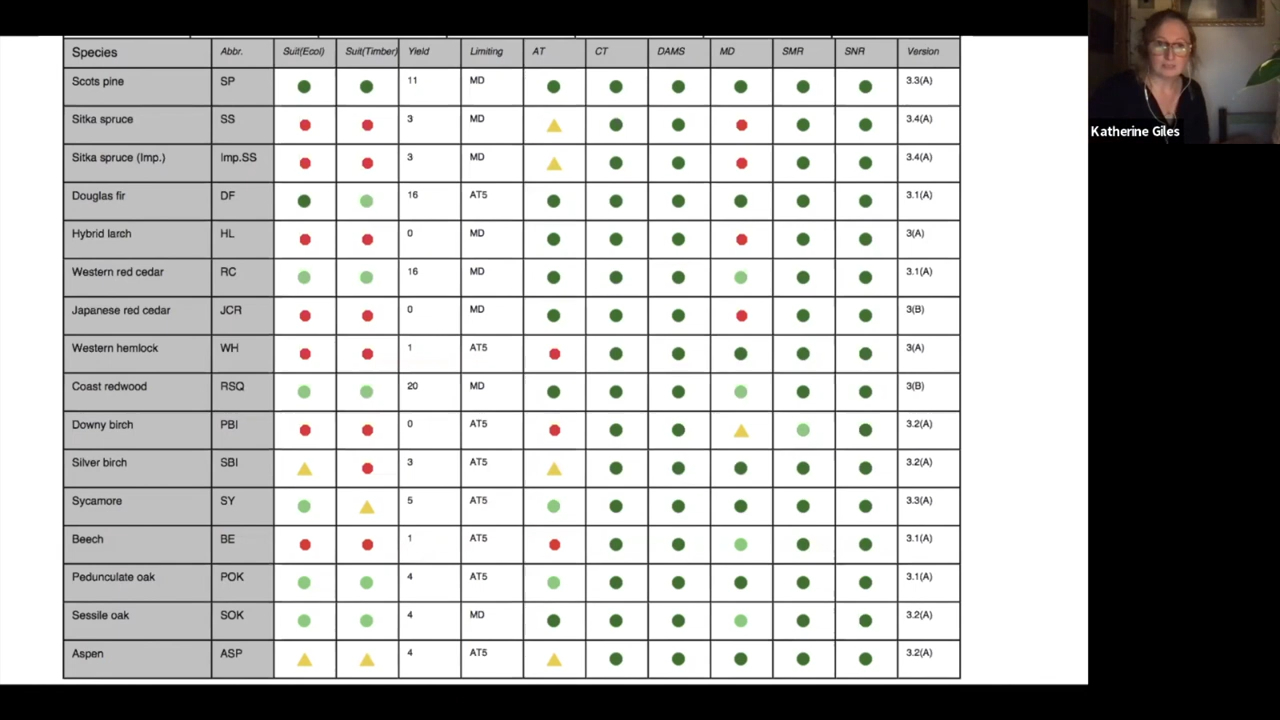 Species Abbr. Suit(Ecol) Suit(Timber) Yield Limiting AT CT DAMS MD SMR SNR Version
Scots pine SP 11 MD 3.3(A)
Sitka spruce SS 3 MD 3.4(A)
Sitka spruce (Imp.) Imp.SS 3 MD 3.4(A)
Douglas fir DF 16 AT5 3.1(A)
Hybrid larch HL 0 MD 3(A)
Western red cedar RC 16 MD 3.1(A)
Japanese red cedar JCR 0 MD 3(B)
Western hemlock WH 1 AT5 3(A)
Coast redwood RSQ 20 MD 3(B)
Downy birch PBI 0 AT5 3.2(A)
Silver birch SBI 3 AT5 3.2(A)
Sycamore SY 5 AT5 3.3(A)
Beech BE 1 AT5 3.1(A)
Pedunculate oak POK 4 AT5 3.1(A)
Sessile oak SOK 4 MD 3.2(A)
Aspen ASP 4 AT5 3.2(A)
Katherine Giles